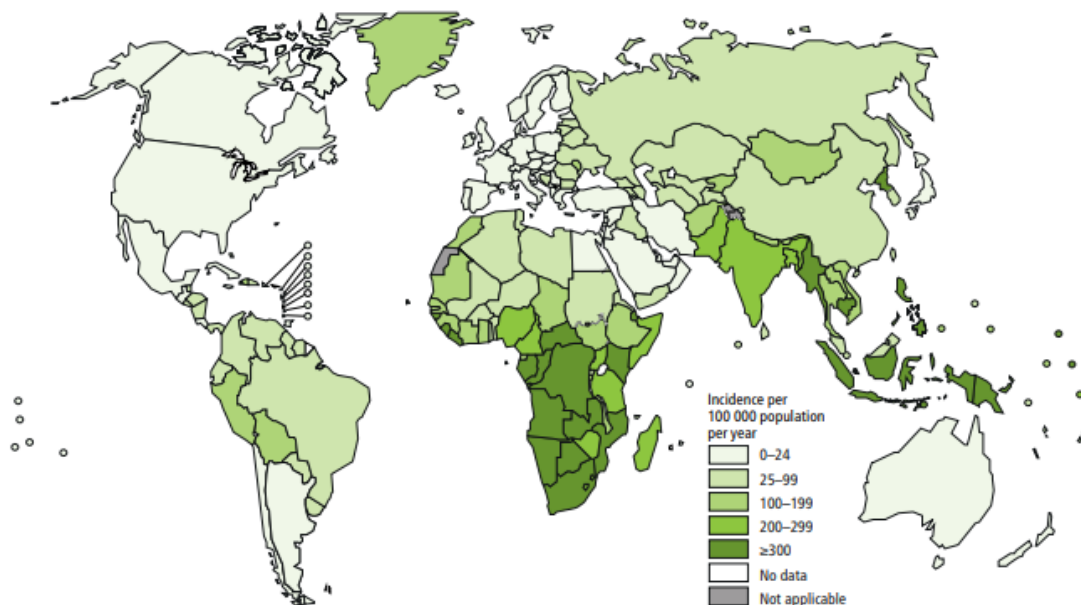 Incidence per
100 000 population
per year
0–24
25–99
100–199
200–299
≥300
No data
Not applicable